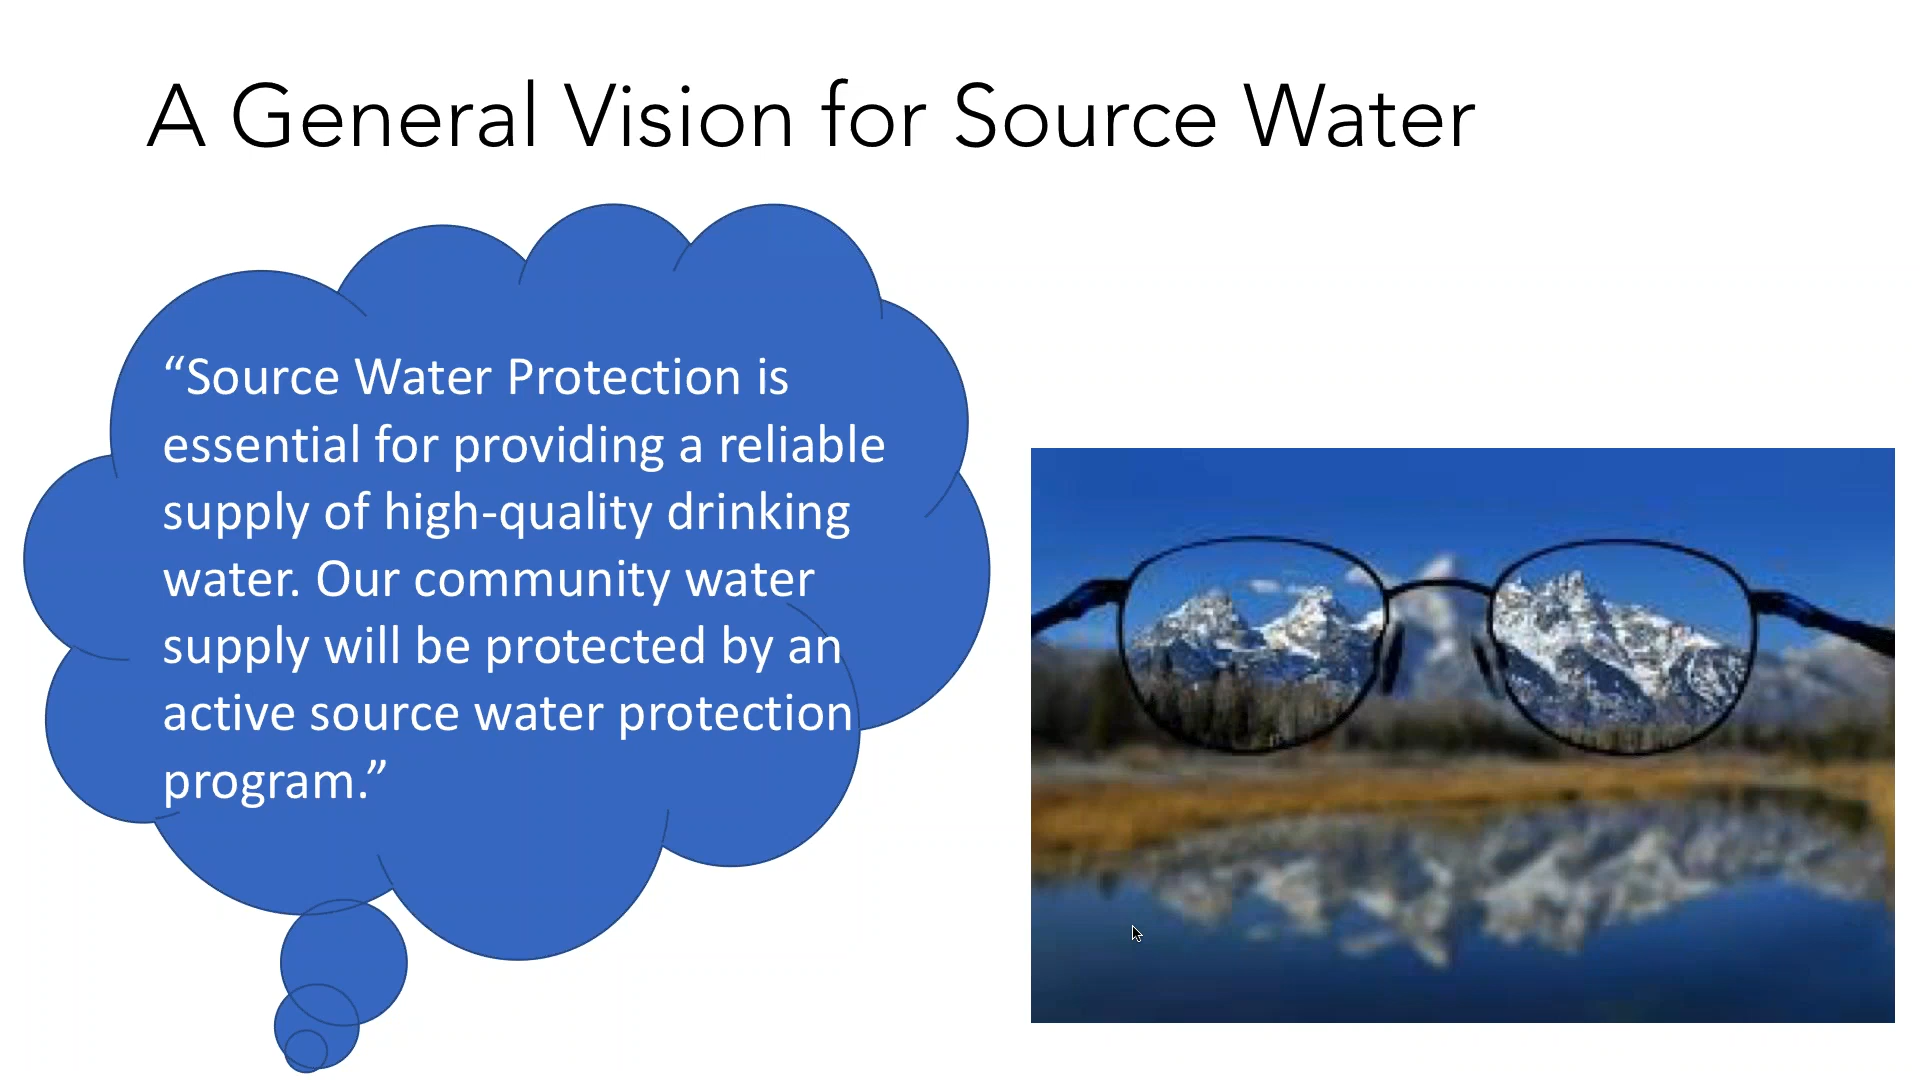 A General Vision for Source Water
“Source Water Protection is
essential for providing a reliable
supply of high-quality drinking
water. Our community water
supply will be protected by an
active source water protection
program.”